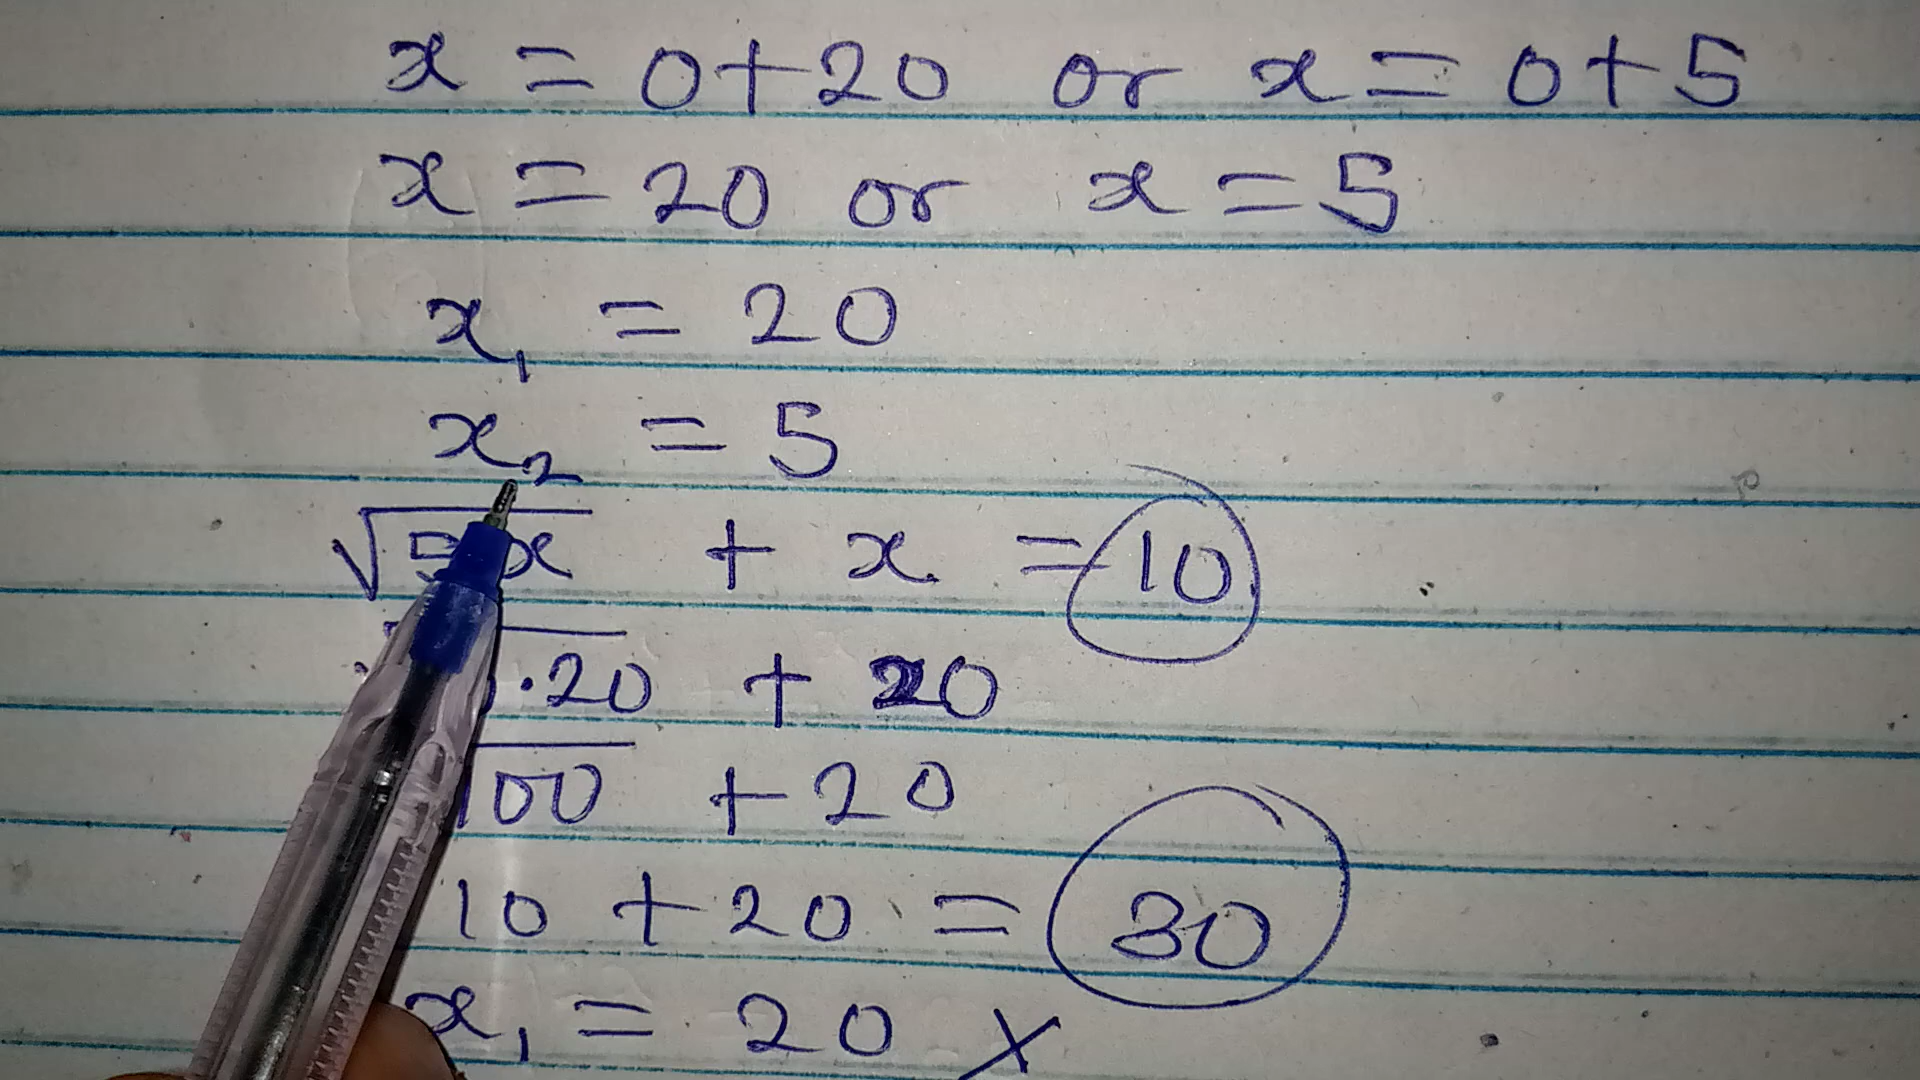 x = 0 + 20 or x = 0 + 5
x = 20 or x = 5
x₁ = 20
x₂ = 5
√5x + x = 10
.20 + 20
100 + 20
10 + 20 = 30
x₁ = 20 ×